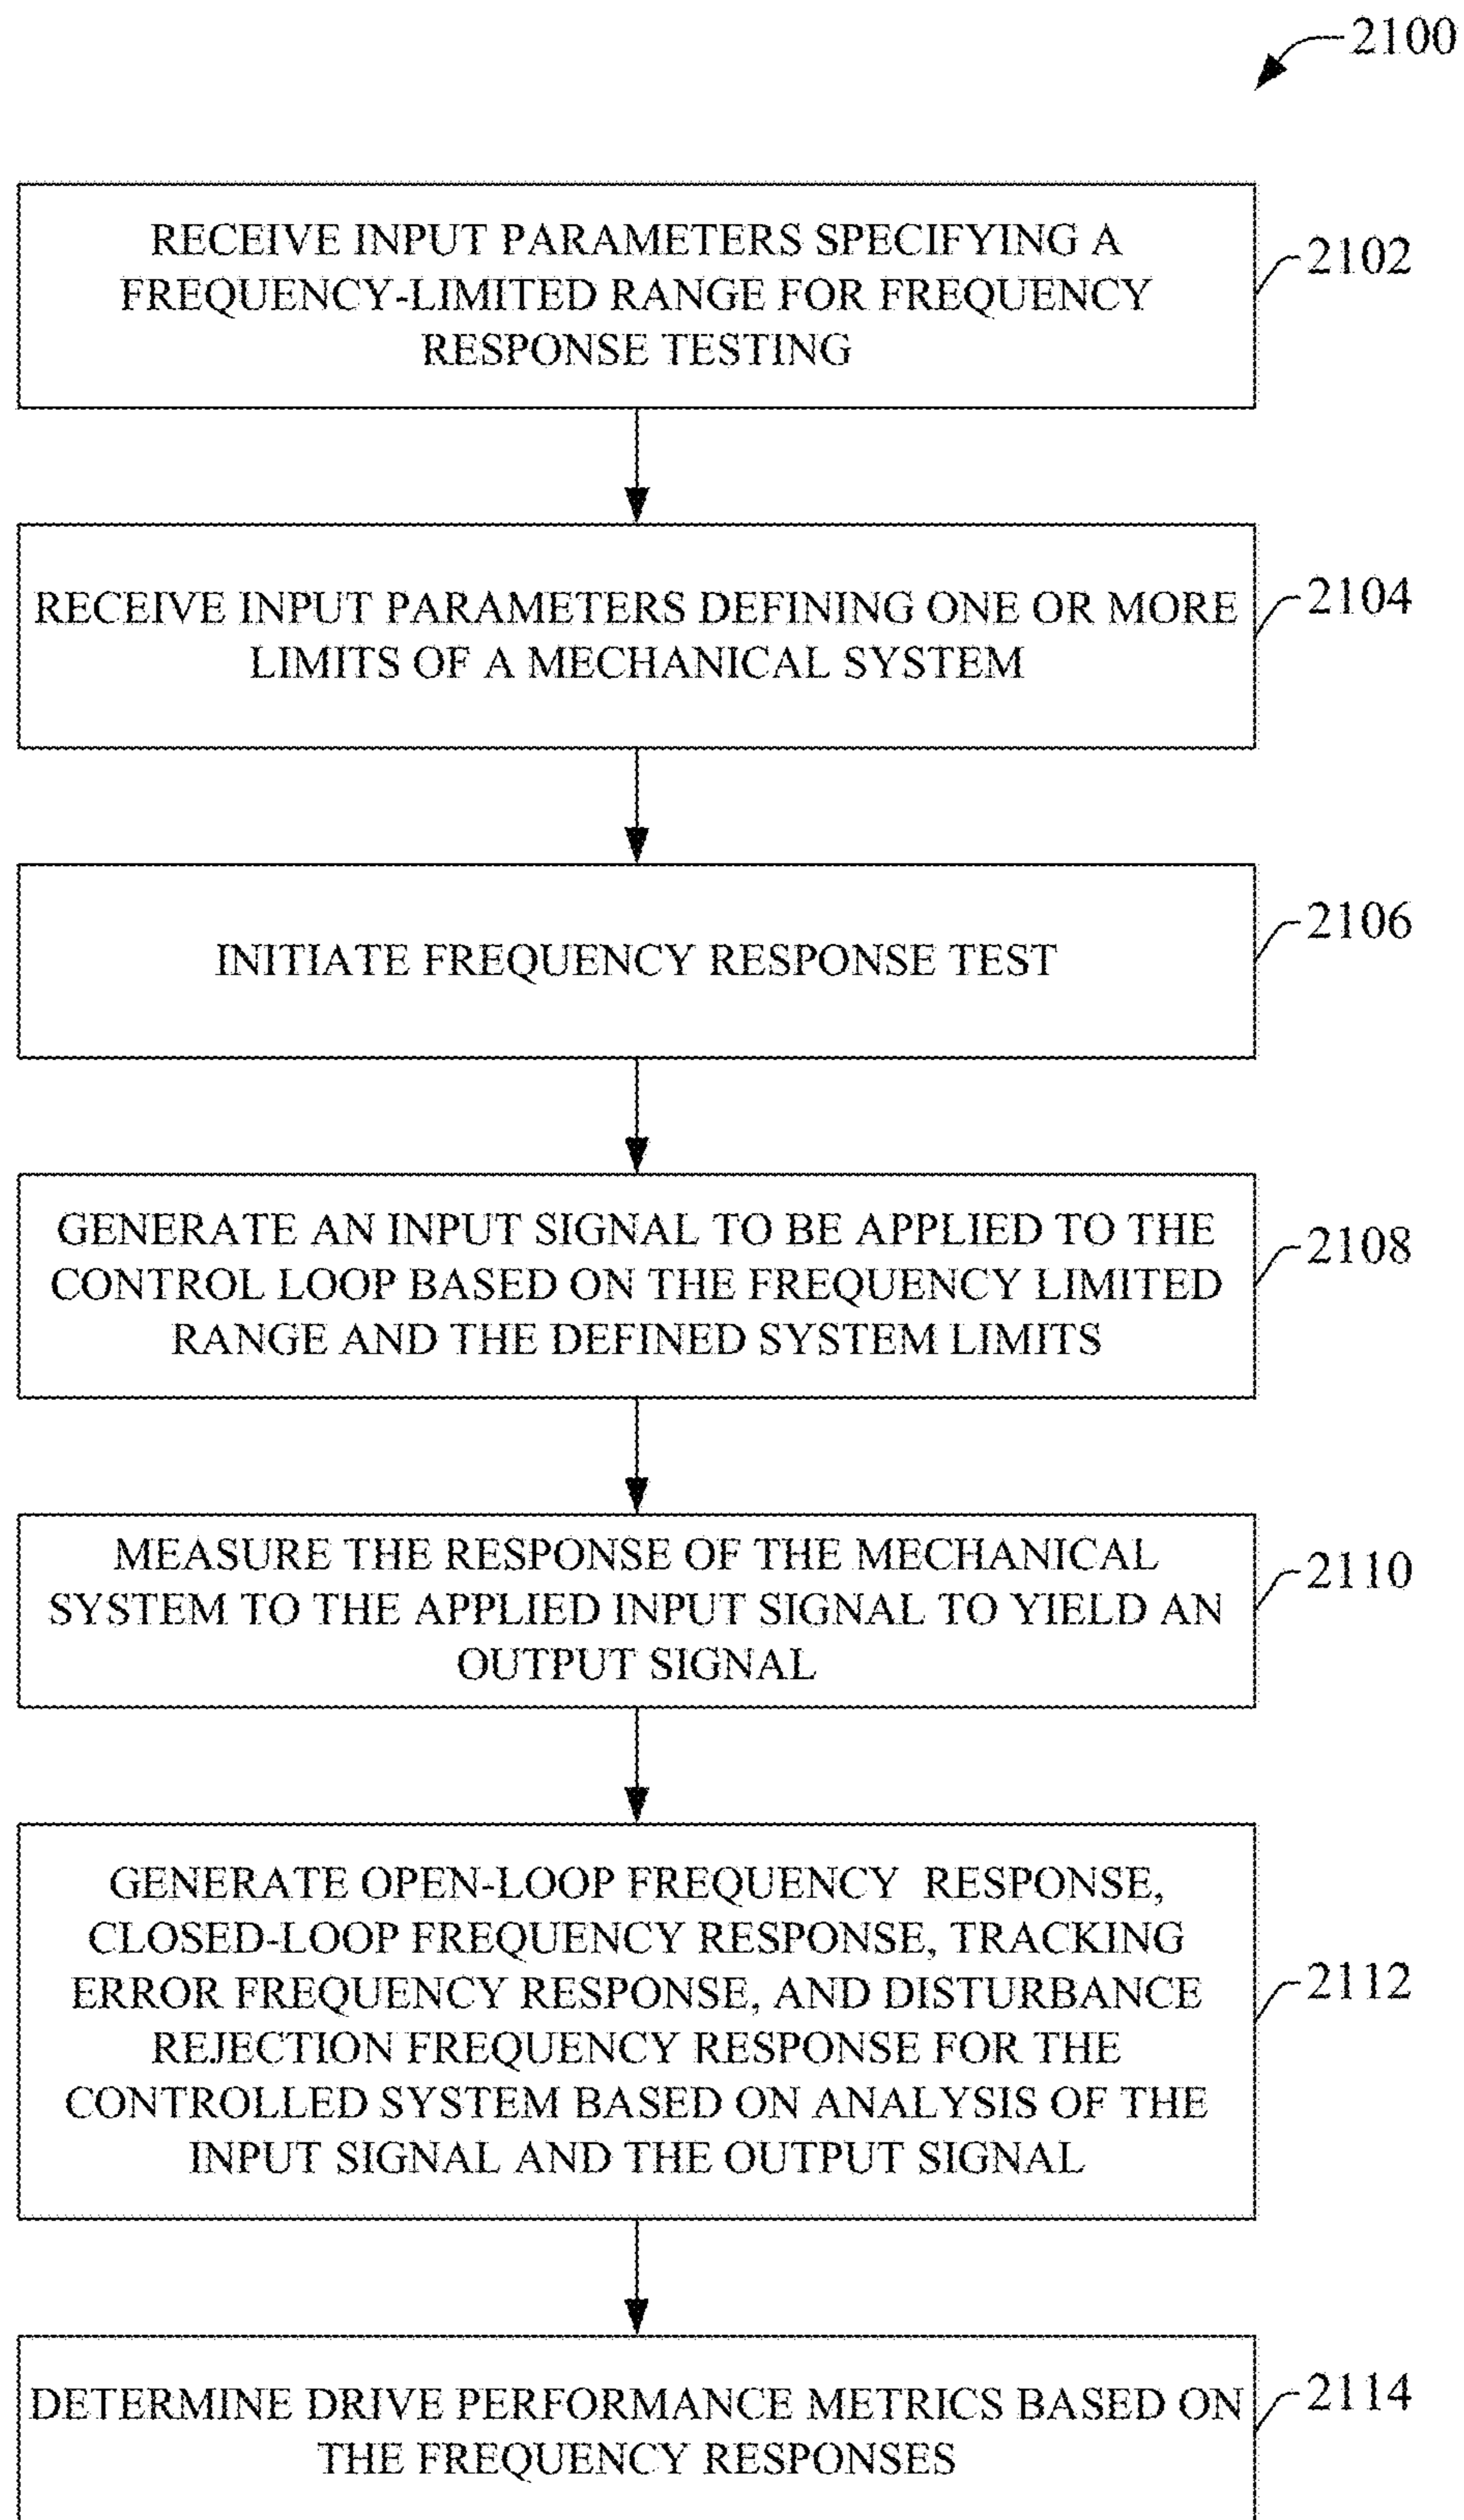 2100
RECEIVE INPUT PARAMETERS SPECIFYING A
FREQUENCY-LIMITED RANGE FOR FREQUENCY
RESPONSE TESTING
2102
RECEIVE INPUT PARAMETERS DEFINING ONE OR MORE
LIMITS OF A MECHANICAL SYSTEM
2104
INITIATE FREQUENCY RESPONSE TEST
2106
GENERATE AN INPUT SIGNAL TO BE APPLIED TO THE
CONTROL LOOP BASED ON THE FREQUENCY LIMITED
RANGE AND THE DEFINED SYSTEM LIMITS
2108
MEASURE THE RESPONSE OF THE MECHANICAL
SYSTEM TO THE APPLIED INPUT SIGNAL TO YIELD AN
OUTPUT SIGNAL
2110
GENERATE OPEN-LOOP FREQUENCY RESPONSE,
CLOSED-LOOP FREQUENCY RESPONSE, TRACKING
ERROR FREQUENCY RESPONSE, AND DISTURBANCE
REJECTION FREQUENCY RESPONSE FOR THE
CONTROLLED SYSTEM BASED ON ANALYSIS OF THE
INPUT SIGNAL AND THE OUTPUT SIGNAL
2112
DETERMINE DRIVE PERFORMANCE METRICS BASED ON
THE FREQUENCY RESPONSES
2114